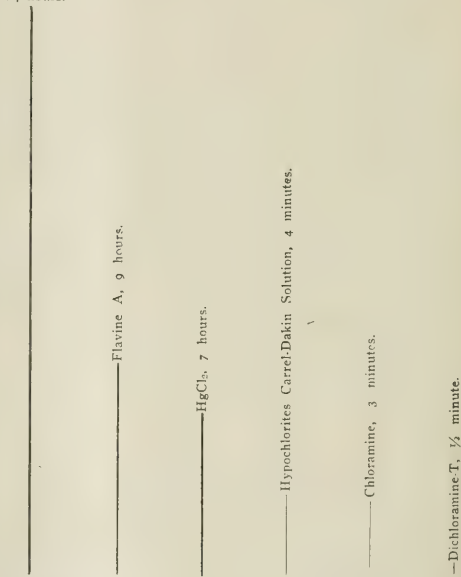 Flavine A, 9 hours.
HgCl₂, 7 hours.
Hypochlorites Carrel-Dakin Solution, 4 minutes.
Chloramine, 3 minutes.
Dichloramine-T, ½ minute.